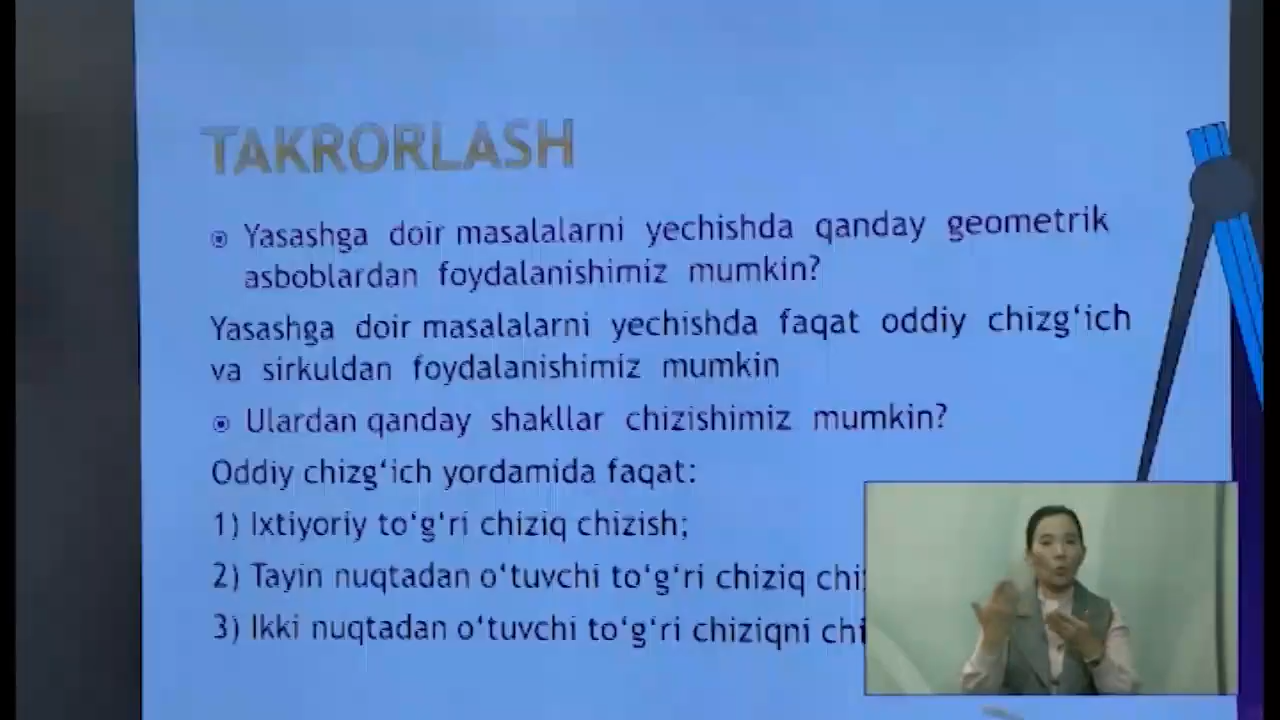 TAKRORLASH
Yasashga doir masalalarni yechishda qanday geometrik
asboblardan foydalanishimiz mumkin?
Yasashga doir masalalarni yechishda faqat oddiy chizg‘ich
va sirkuldan foydalanishimiz mumkin
Ulardan qanday shakllar chizishimiz mumkin?
Oddiy chizg‘ich yordamida faqat:
1) Ixtiyoriy to‘g‘ri chiziq chizish;
2) Tayin nuqtadan o‘tuvchi to‘g‘ri chiziq
3) Ikki nuqtadan o‘tuvchi to‘g‘ri chiziqni